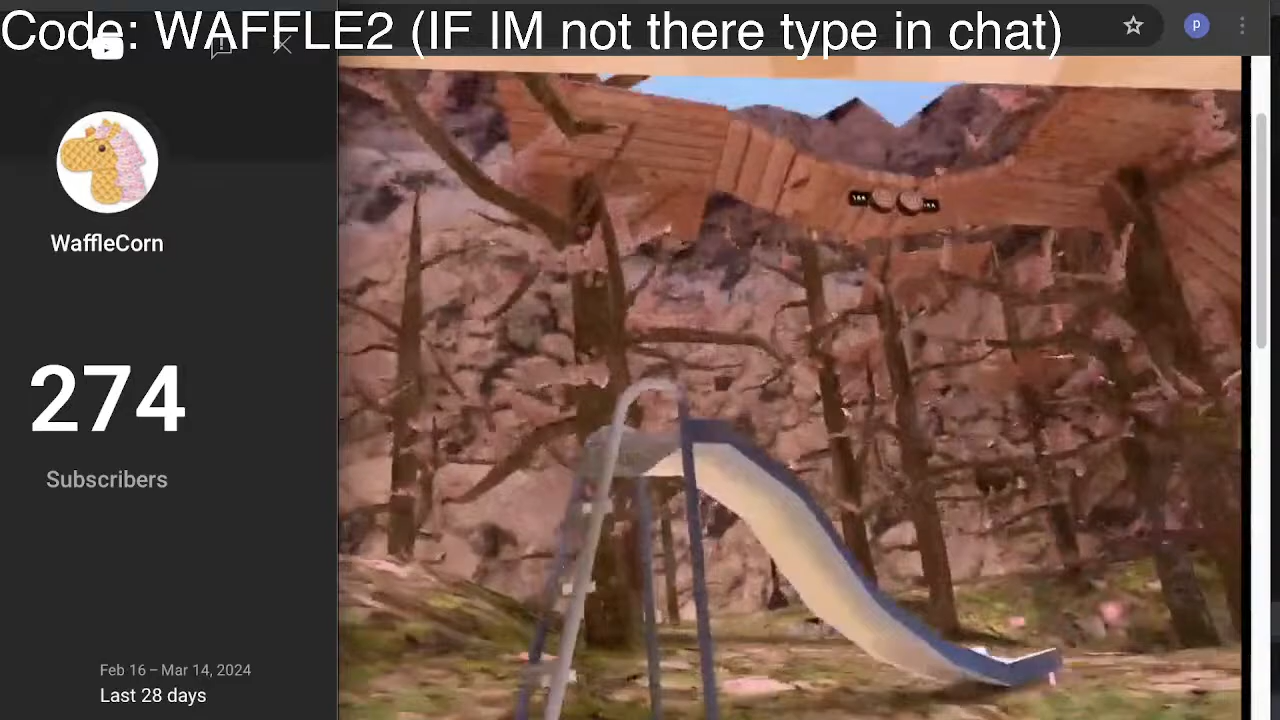 Code: WAFFLE2 (IF IM not there type in chat)
p
WaffleCorn
274
Subscribers
Feb 16 – Mar 14, 2024
Last 28 days